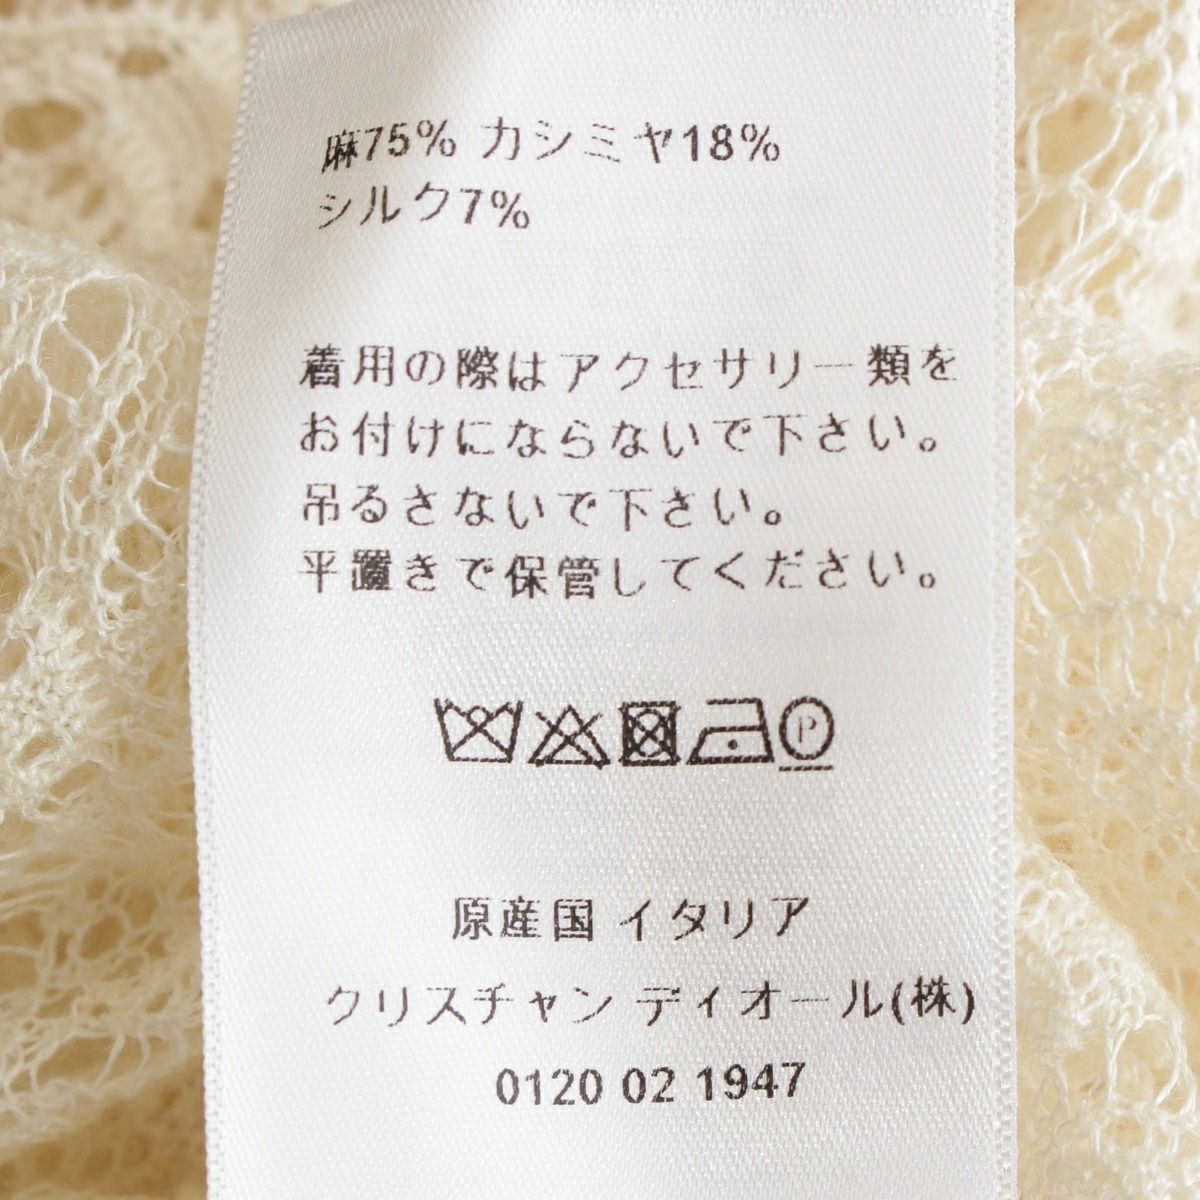 麻75% カシミヤ18%
シルク7%
着用の際はアクセサリー類を
お付けにならないで下さい。
吊るさないで下さい。
平置きで保管してください。
P
原産国 イタリア
クリスチャン ディオール(株)
0120 02 1947